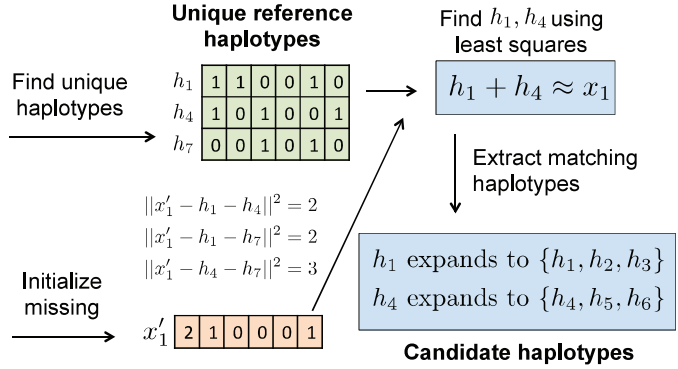 Unique reference
haplotypes
Find unique
haplotypes
h₁ 1 1 0 0 1 0
h₄ 1 0 1 0 0 1
h₇ 0 0 1 0 1 0
Find h₁, h₄ using
least squares
h₁ + h₄ ≈ x₁
Extract matching
haplotypes
||x′₁ − h₁ − h₄||² = 2
||x′₁ − h₁ − h₇||² = 2
||x′₁ − h₄ − h₇||² = 3
Initialize
missing
x′₁ 2 1 0 0 0 1
h₁ expands to {h₁, h₂, h₃}
h₄ expands to {h₄, h₅, h₆}
Candidate haplotypes